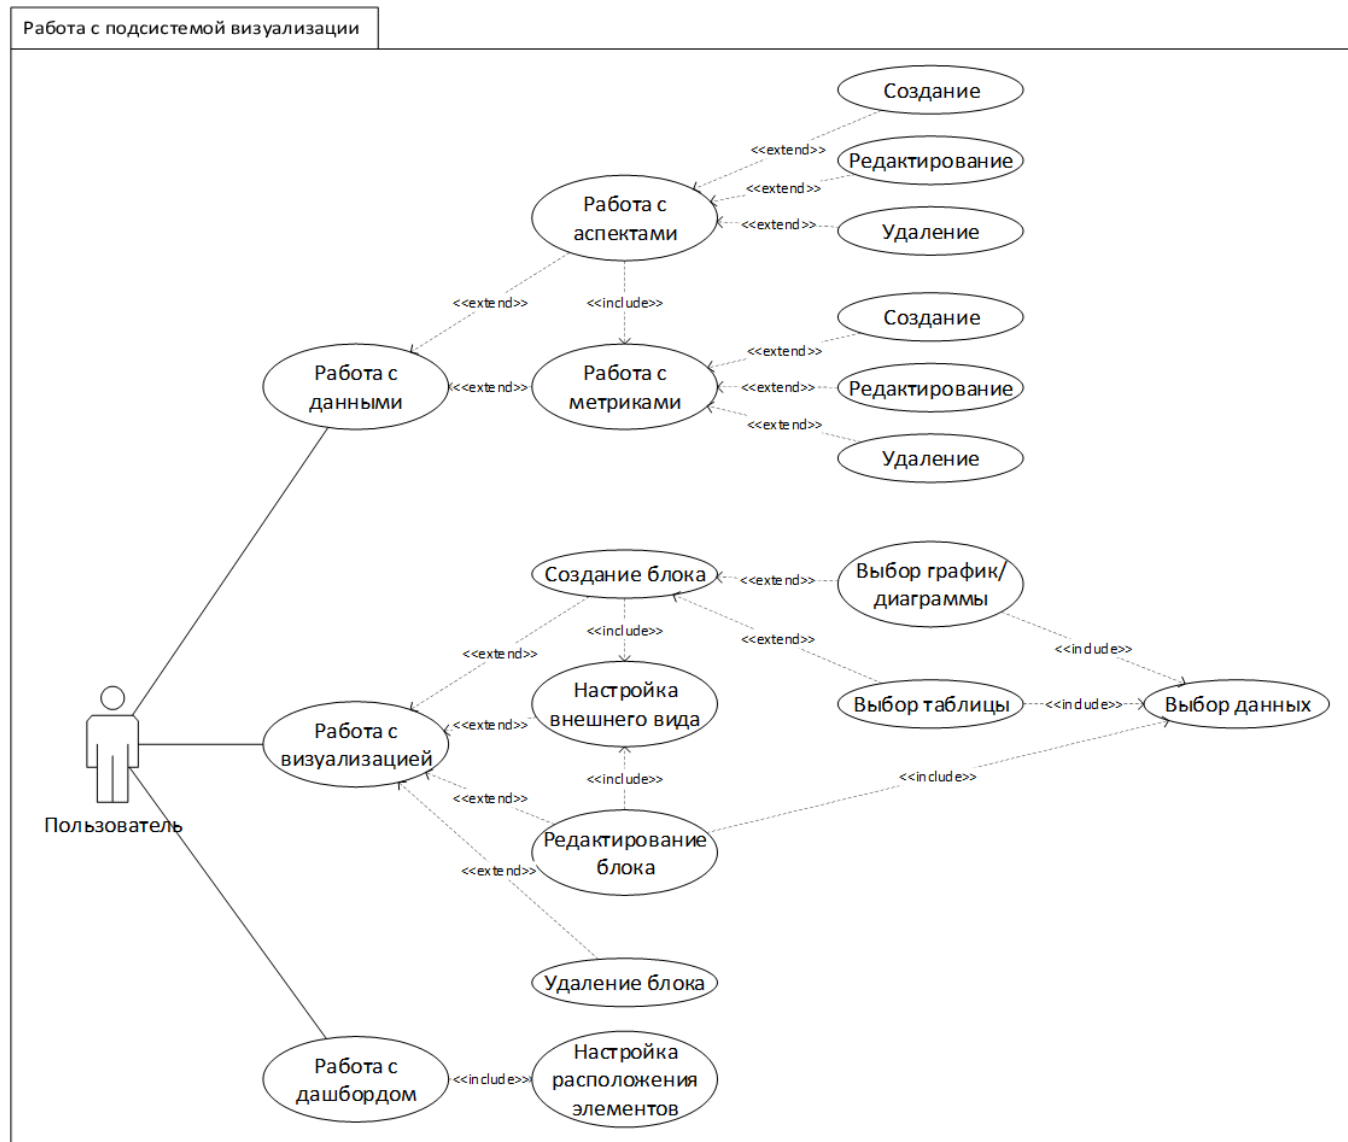 Работа с подсистемой визуализации
Создание
<<extend>>
Редактирование
<<extend>>
Работа с
аспектами
<<extend>>
Удаление
<<extend>>
<<include>>
Создание
<<extend>>
Работа с
данными
<<extend>>
Работа с
метриками
<<extend>>
Редактирование
<<extend>>
Удаление
Создание блока
<<extend>>
Выбор график/
диаграммы
<<include>>
<<extend>>
<<extend>>
<<include>>
Настройка
внешнего вида
<<extend>>
Выбор таблицы
<<include>>
Выбор данных
Работа с
визуализацией
<<include>>
<<include>>
<<extend>>
Пользователь
Редактирование
блока
<<extend>>
Удаление блока
Работа с
дашбордом
<<include>>
Настройка
расположения
элементов